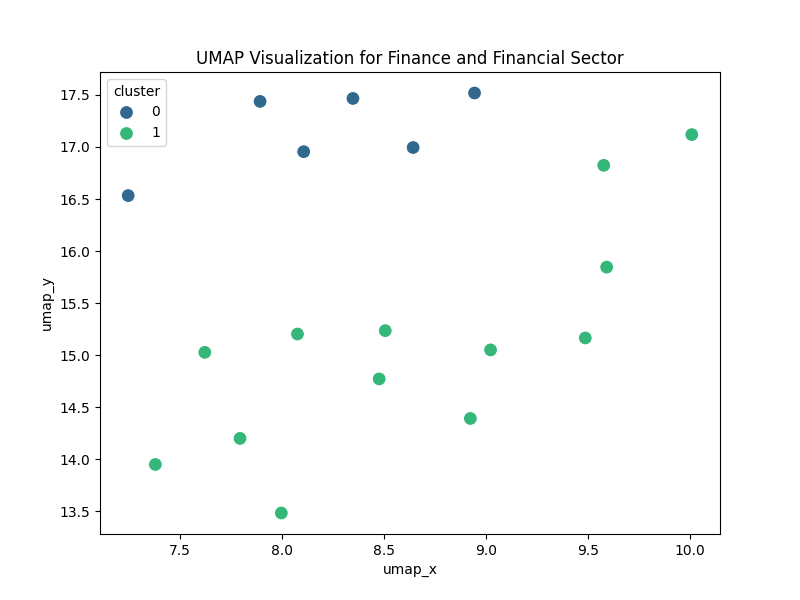 UMAP Visualization for Finance and Financial Sector
cluster
0
1
17.5
17.0
16.5
16.0
15.5
15.0
14.5
14.0
13.5
umap_y
7.5 8.0 8.5 9.0 9.5 10.0
umap_x